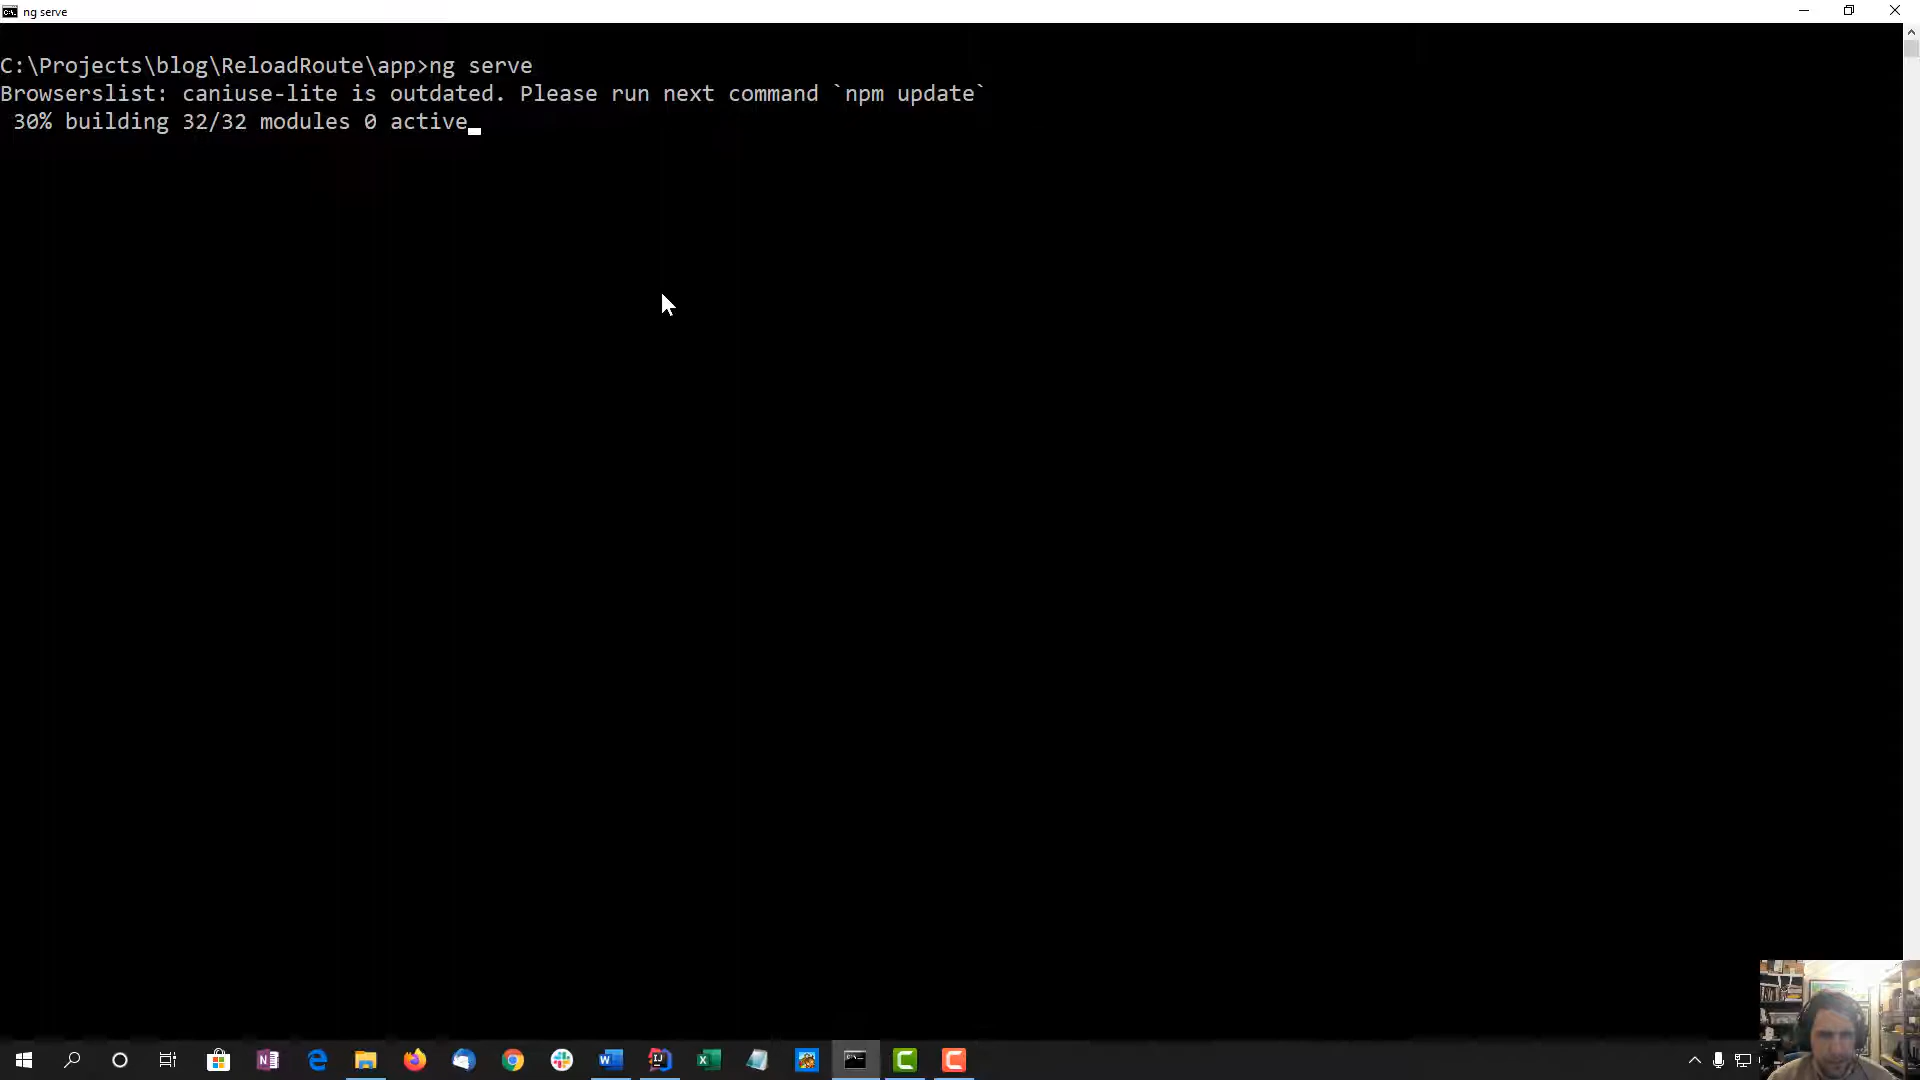 ng serve
C:\Projects\blog\ReloadRoute\app>ng serve
Browserslist: caniuse-lite is outdated. Please run next command `npm update`
30% building 32/32 modules 0 active